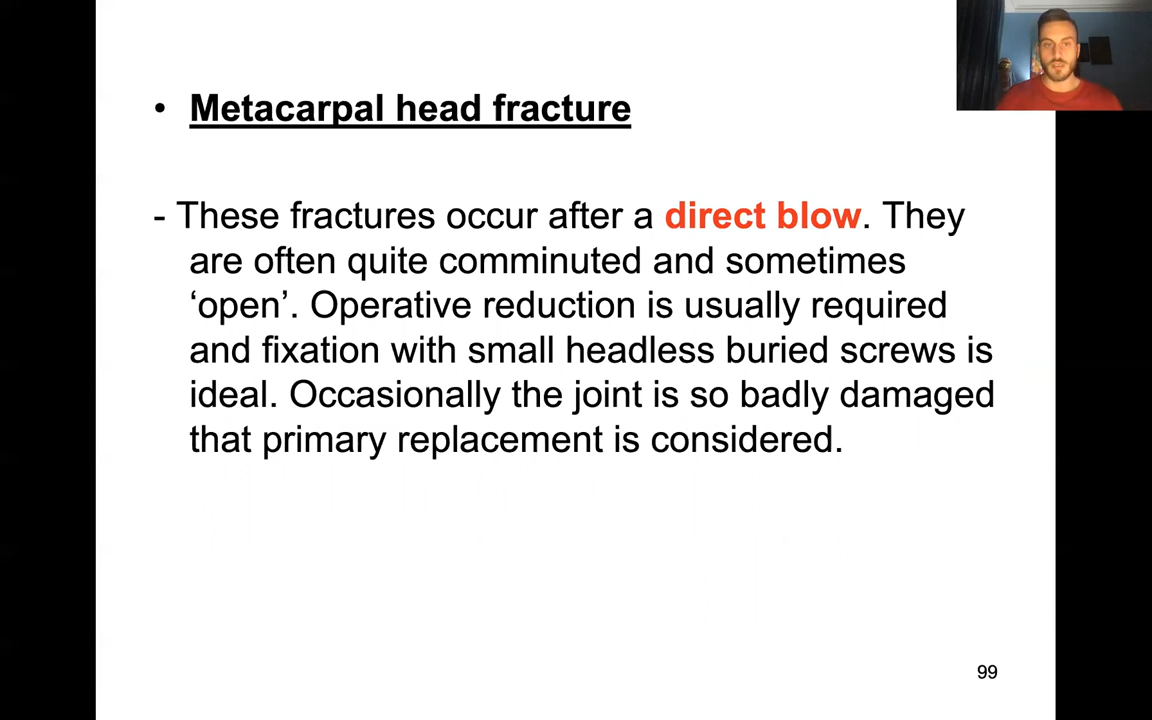 • Metacarpal head fracture
- These fractures occur after a direct blow. They
are often quite comminuted and sometimes
‘open’. Operative reduction is usually required
and fixation with small headless buried screws is
ideal. Occasionally the joint is so badly damaged
that primary replacement is considered.
99